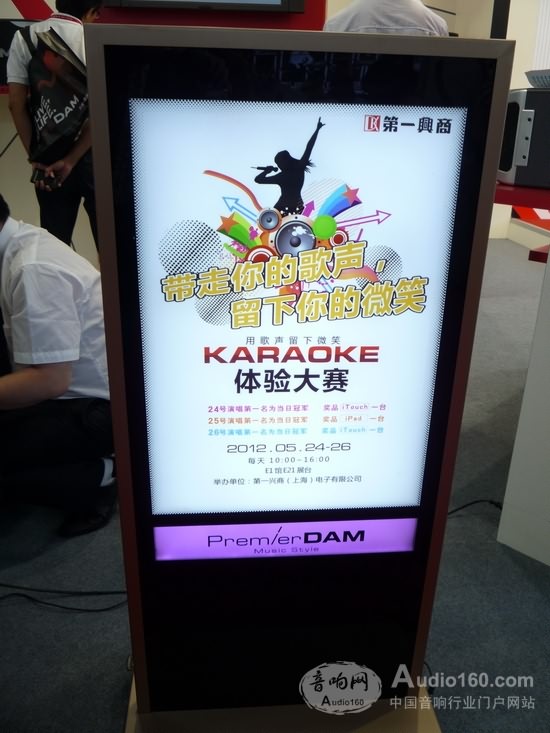 LIVE
LIFE
DAM
DK 第一興商
带走你的歌声，
留下你的微笑
用歌声留下微笑
KARAOKE
体验大赛
24号演唱第一名为当日冠军 奖品 iTouch 一台
25号演唱第一名为当日冠军 奖品 iPad 一台
26号演唱第一名为当日冠军 奖品 iTouch 一台
2012.05.24-26
每天 10:00-16:00
E1馆E21展台
举办单位：第一兴商（上海）电子有限公司
PremierDAM
Music Style
音响网 Audio160.com
Audio160 中国音响行业门户网站